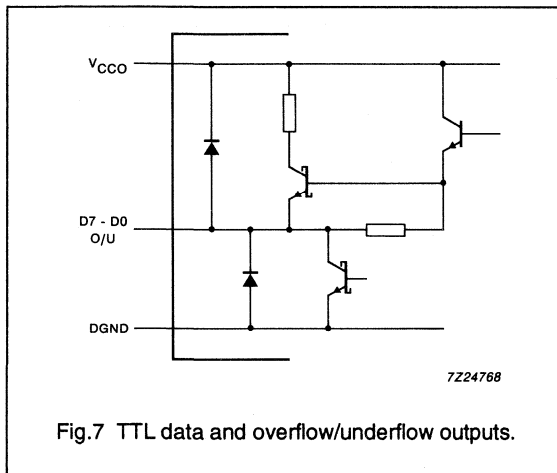 VCCO
D7 - D0
O/U
DGND
7Z24768
Fig.7 TTL data and overflow/underflow outputs.